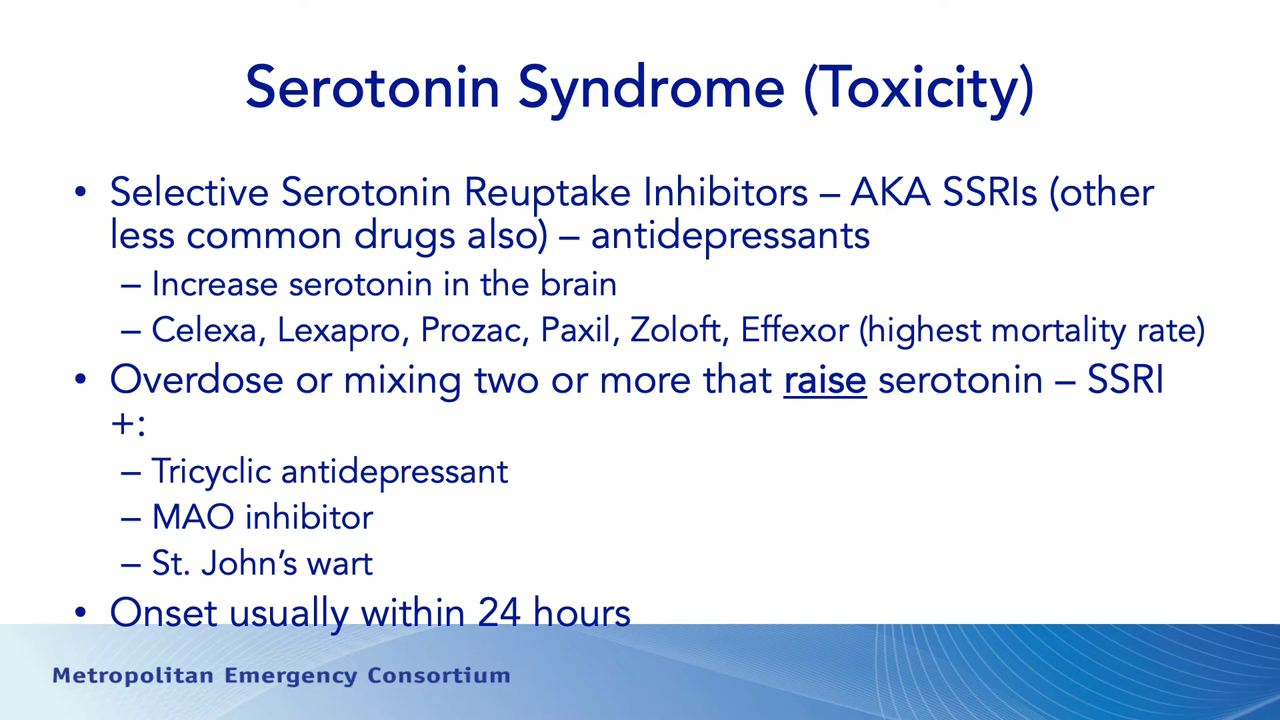 Serotonin Syndrome (Toxicity)
• Selective Serotonin Reuptake Inhibitors – AKA SSRIs (other
less common drugs also) – antidepressants
– Increase serotonin in the brain
– Celexa, Lexapro, Prozac, Paxil, Zoloft, Effexor (highest mortality rate)
• Overdose or mixing two or more that raise serotonin – SSRI
+:
– Tricyclic antidepressant
– MAO inhibitor
– St. John’s wart
• Onset usually within 24 hours
Metropolitan Emergency Consortium